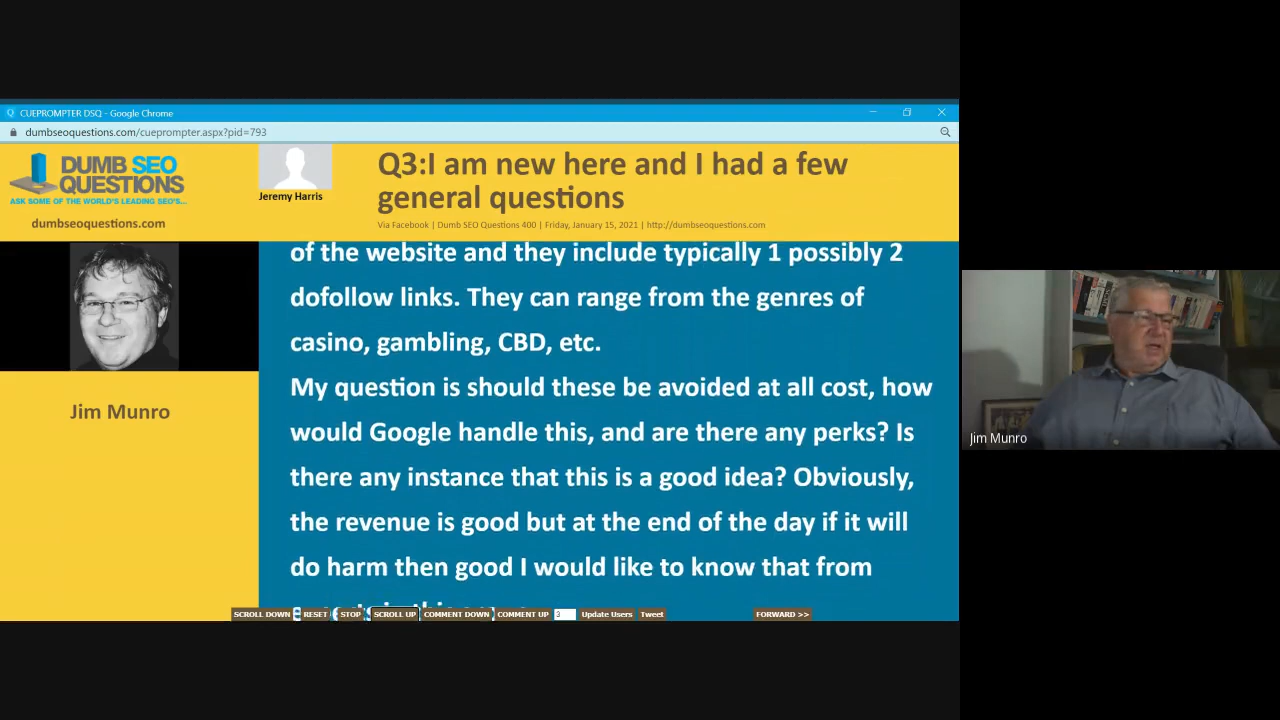 CUEPROMPTER DSQ - Google Chrome
dumbseoquestions.com/cueprompter.aspx?pid=793
DUMB SEO
QUESTIONS
ASK SOME OF THE WORLD'S LEADING SEO'S...
dumbseoquestions.com
Jeremy Harris
Q3:I am new here and I had a few
general questions
Via Facebook | Dumb SEO Questions 400 | Friday, January 15, 2021 | http://dumbseoquestions.com
Jim Munro
of the website and they include typically 1 possibly 2
dofollow links. They can range from the genres of
casino, gambling, CBD, etc.
My question is should these be avoided at all cost, how
would Google handle this, and are there any perks? Is
there any instance that this is a good idea? Obviously,
the revenue is good but at the end of the day if it will
do harm then good I would like to know that from
SCROLL DOWN RESET STOP SCROLL UP COMMENT DOWN COMMENT UP 3 Update Users Tweet FORWARD >>
Jim Munro